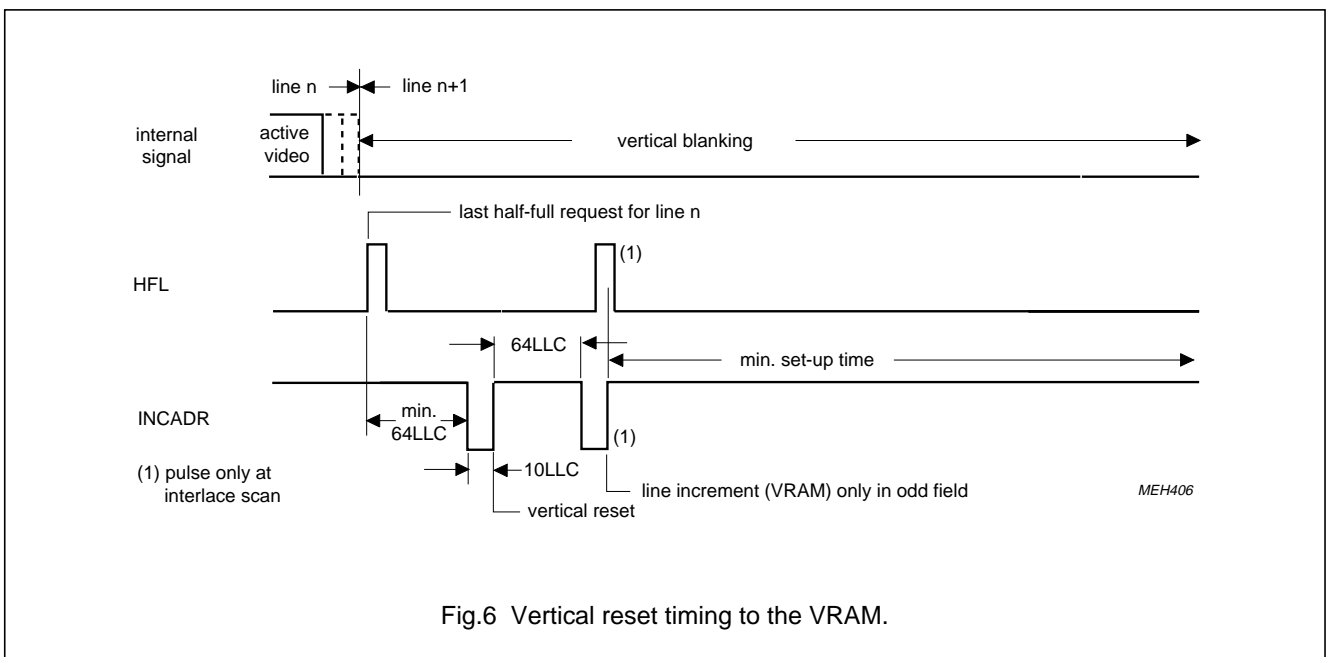 line n
line n+1
internal
signal
active
video
vertical blanking
last half-full request for line n
HFL
(1)
64LLC
min. set-up time
INCADR
min.
64LLC
(1)
(1) pulse only at
interlace scan
10LLC
line increment (VRAM) only in odd field
MEH406
vertical reset
Fig.6 Vertical reset timing to the VRAM.